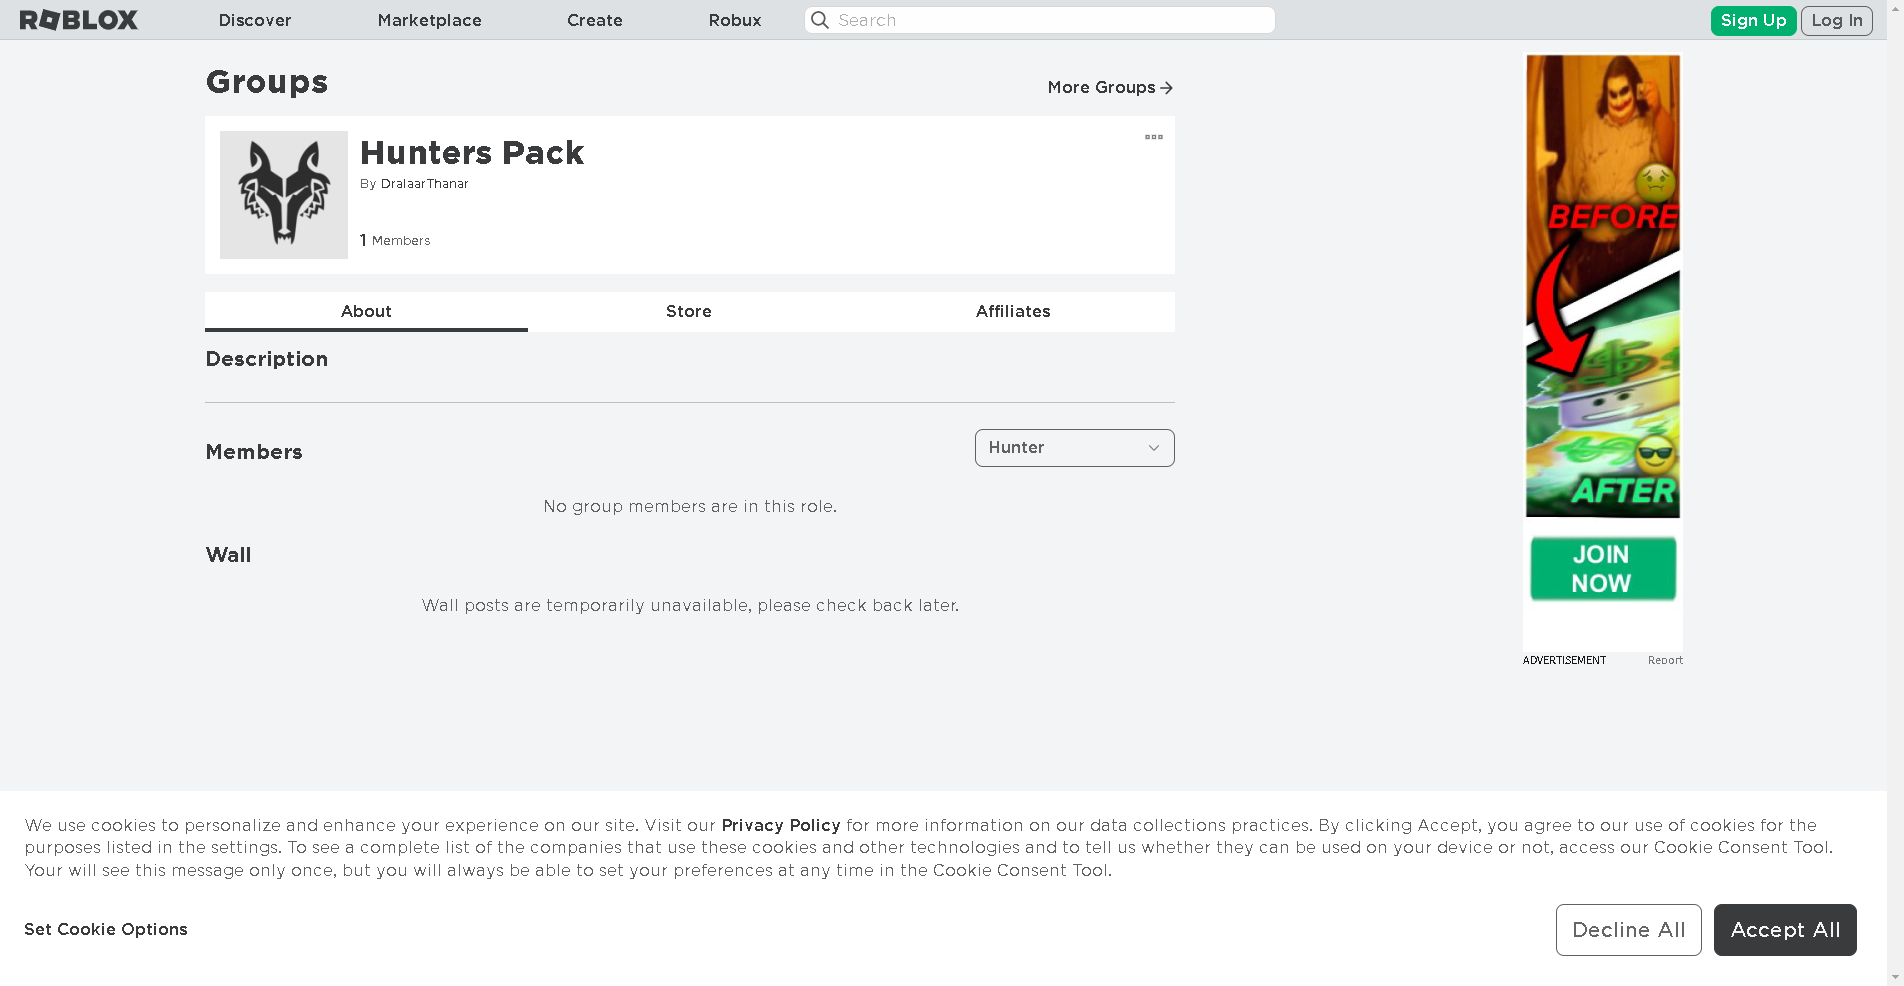 ROBLOX
Discover
Marketplace
Create
Robux
Search
Sign Up
Log In
Groups
More Groups
Hunters Pack
By DralaarThanar
1 Members
About
Store
Affiliates
Description
Members
Hunter
No group members are in this role.
Wall
Wall posts are temporarily unavailable, please check back later.
BEFORE
AFTER
JOIN
NOW
ADVERTISEMENT
Report
We use cookies to personalize and enhance your experience on our site. Visit our Privacy Policy for more information on our data collections practices. By clicking Accept, you agree to our use of cookies for the
purposes listed in the settings. To see a complete list of the companies that use these cookies and other technologies and to tell us whether they can be used on your device or not, access our Cookie Consent Tool.
Your will see this message only once, but you will always be able to set your preferences at any time in the Cookie Consent Tool.
Set Cookie Options
Decline All
Accept All